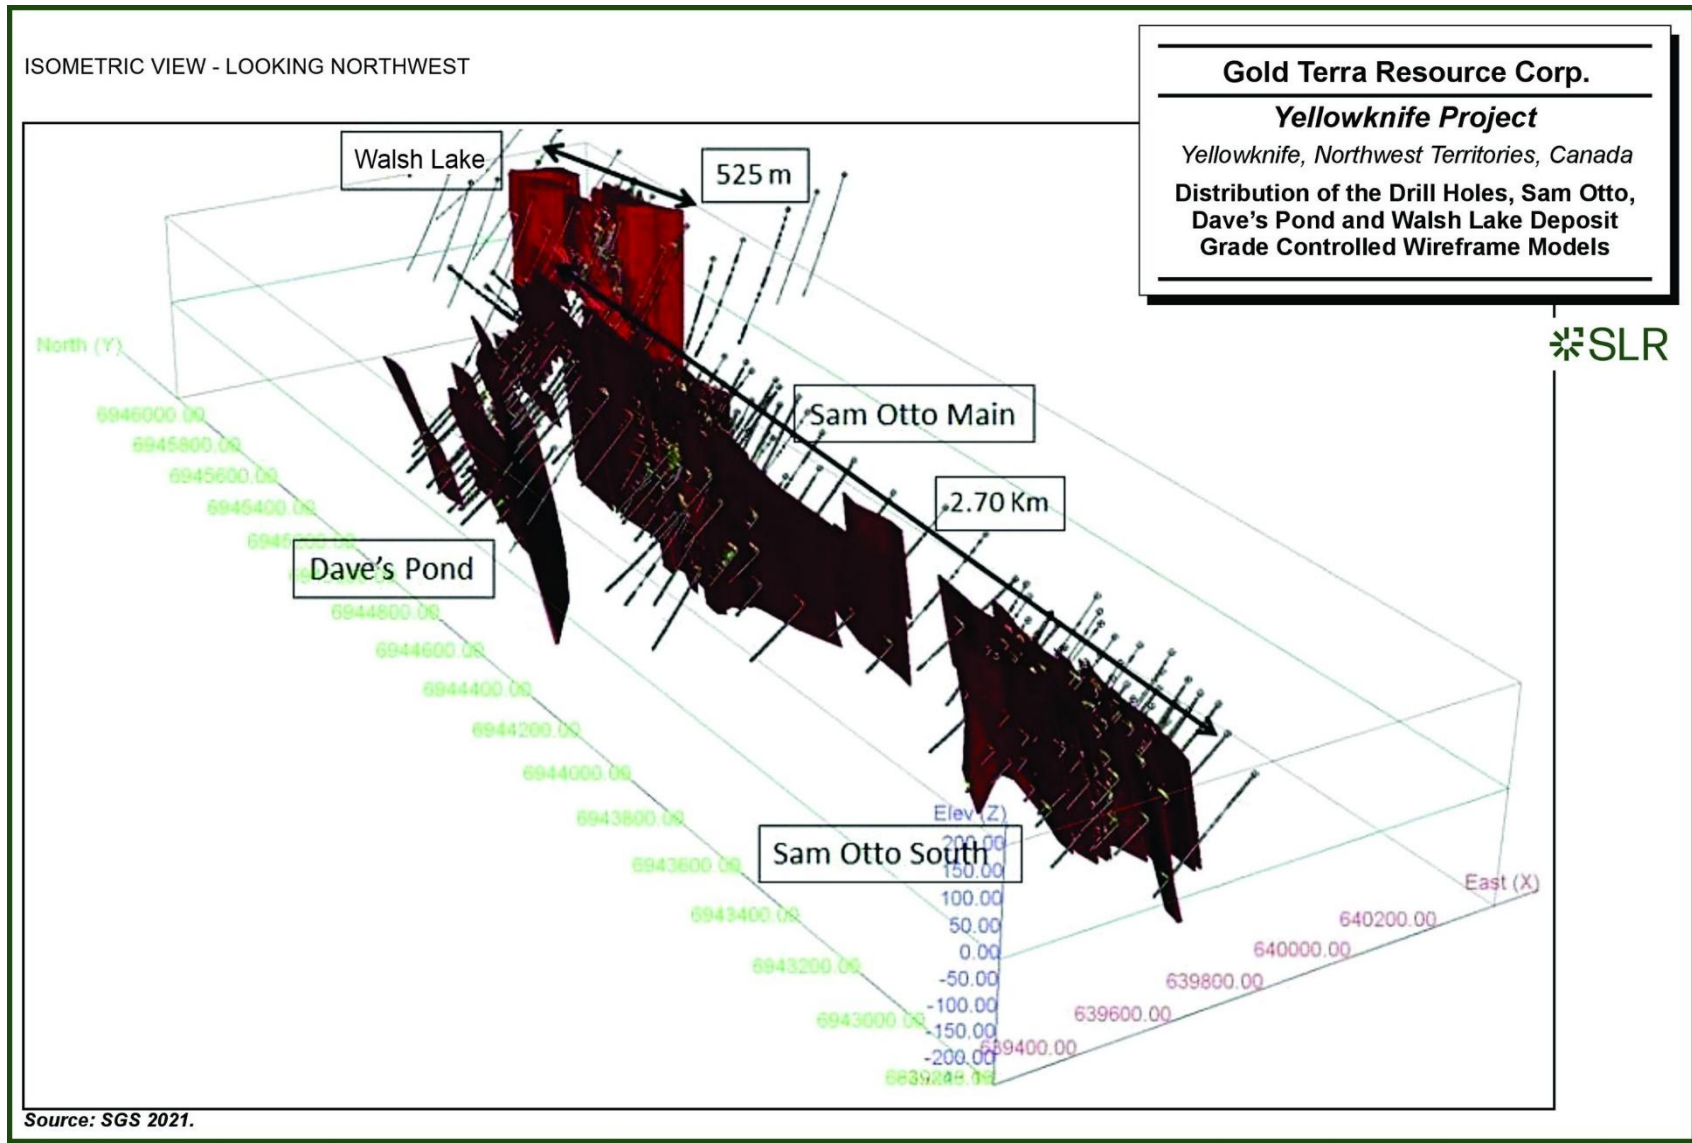 ISOMETRIC VIEW - LOOKING NORTHWEST
Gold Terra Resource Corp.
Yellowknife Project
Yellowknife, Northwest Territories, Canada
Distribution of the Drill Holes, Sam Otto,
Dave's Pond and Walsh Lake Deposit
Grade Controlled Wireframe Models
SLR
Walsh Lake
525 m
Sam Otto Main
2.70 Km
Dave's Pond
Sam Otto South
North (Y)
6946000.00
6945800.00
6945600.00
6945400.00
6944800.00
6944600.00
6944400.00
6944200.00
6944000.00
6943800.00
6943600.00
6943400.00
6943200.00
6943000.00
Elev (Z)
200.00
150.00
100.00
50.00
0.00
-50.00
-100.00
-150.00
-200.00
East (X)
640200.00
640000.00
639800.00
639600.00
639400.00
Source: SGS 2021.